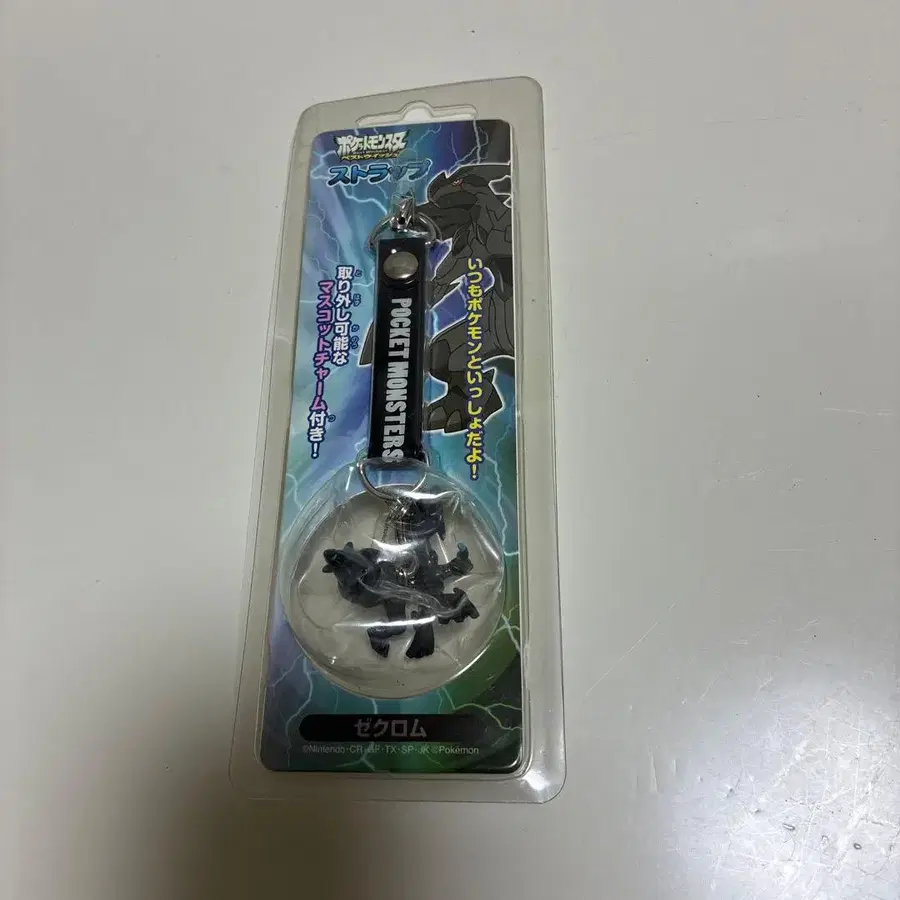 ポケットモンスター
ベストウイッシュ
ストラップ
いつもポケモンといっしょだよ!
取り外し可能な
マスコットチャーム付き!
POCKET MONSTERS
ゼクロム
©Nintendo・CR・GF・TX・SP・JK ©Pokémon